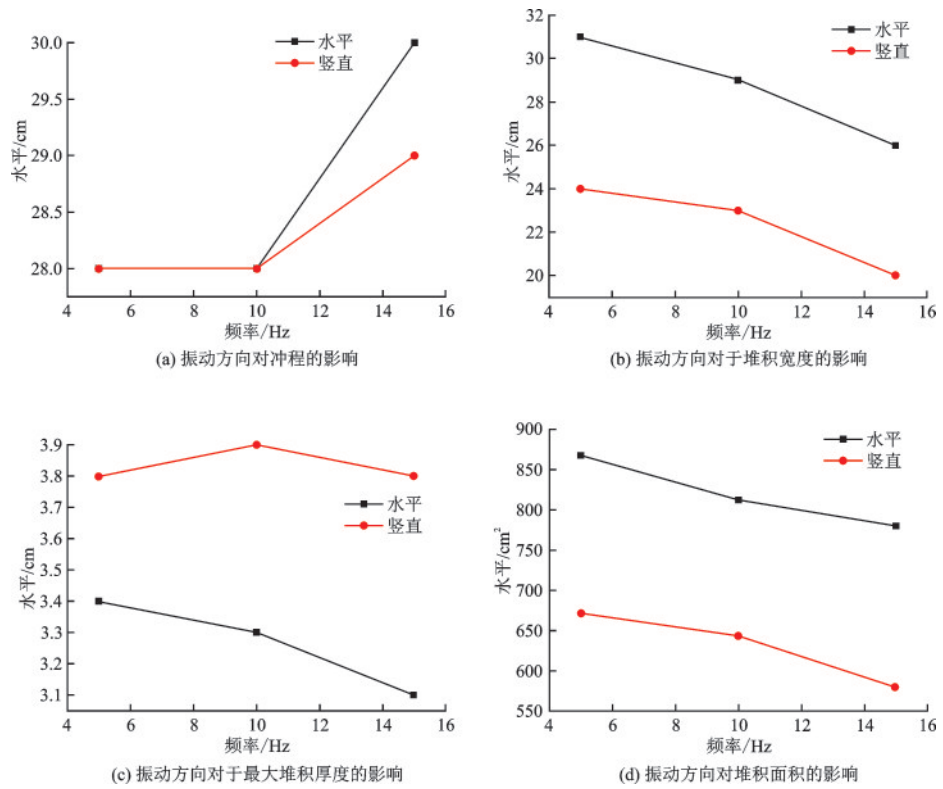 30.0
29.5
29.0
28.5
28.0
水平/cm
水平
竖直
4 6 8 10 12 14 16
频率/Hz
(a) 振动方向对冲程的影响
32
30
28
26
24
22
20
水平/cm
水平
竖直
4 6 8 10 12 14 16
频率/Hz
(b) 振动方向对于堆积宽度的影响
3.9
3.8
3.7
3.6
3.5
3.4
3.3
3.2
3.1
水平/cm
水平
竖直
4 6 8 10 12 14 16
频率/Hz
(c) 振动方向对于最大堆积厚度的影响
900
850
800
750
700
650
600
550
水平/cm²
水平
竖直
4 6 8 10 12 14 16
频率/Hz
(d) 振动方向对堆积面积的影响